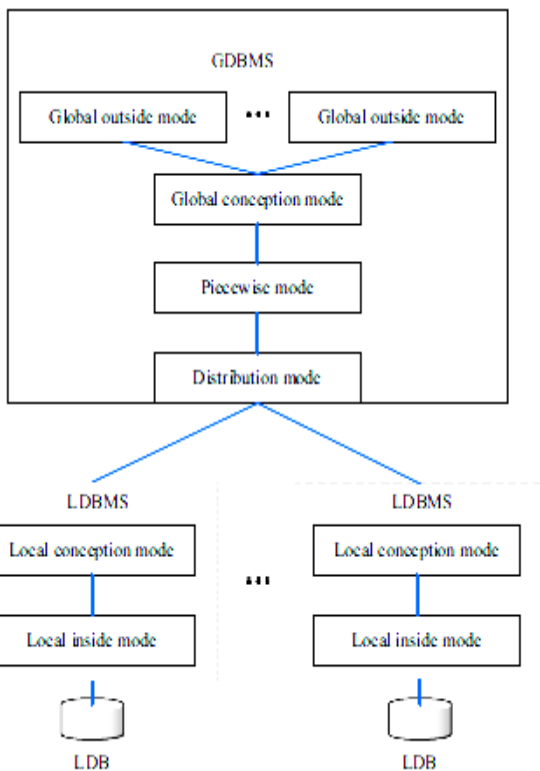 GDBMS
Global outside mode ... Global outside mode
Global conception mode
Piecewise mode
Distribution mode
LDBMS LDBMS
Local conception mode ... Local conception mode
Local inside mode Local inside mode
LDB LDB